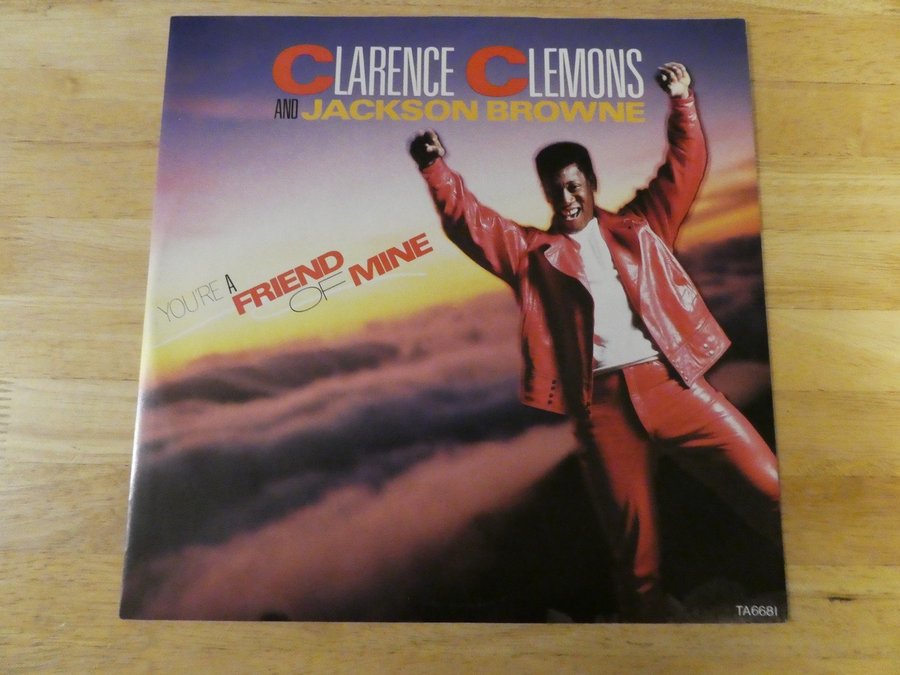 CLARENCE CLEMONS
AND JACKSON BROWNE
YOU'RE A FRIEND OF MINE
TA6681